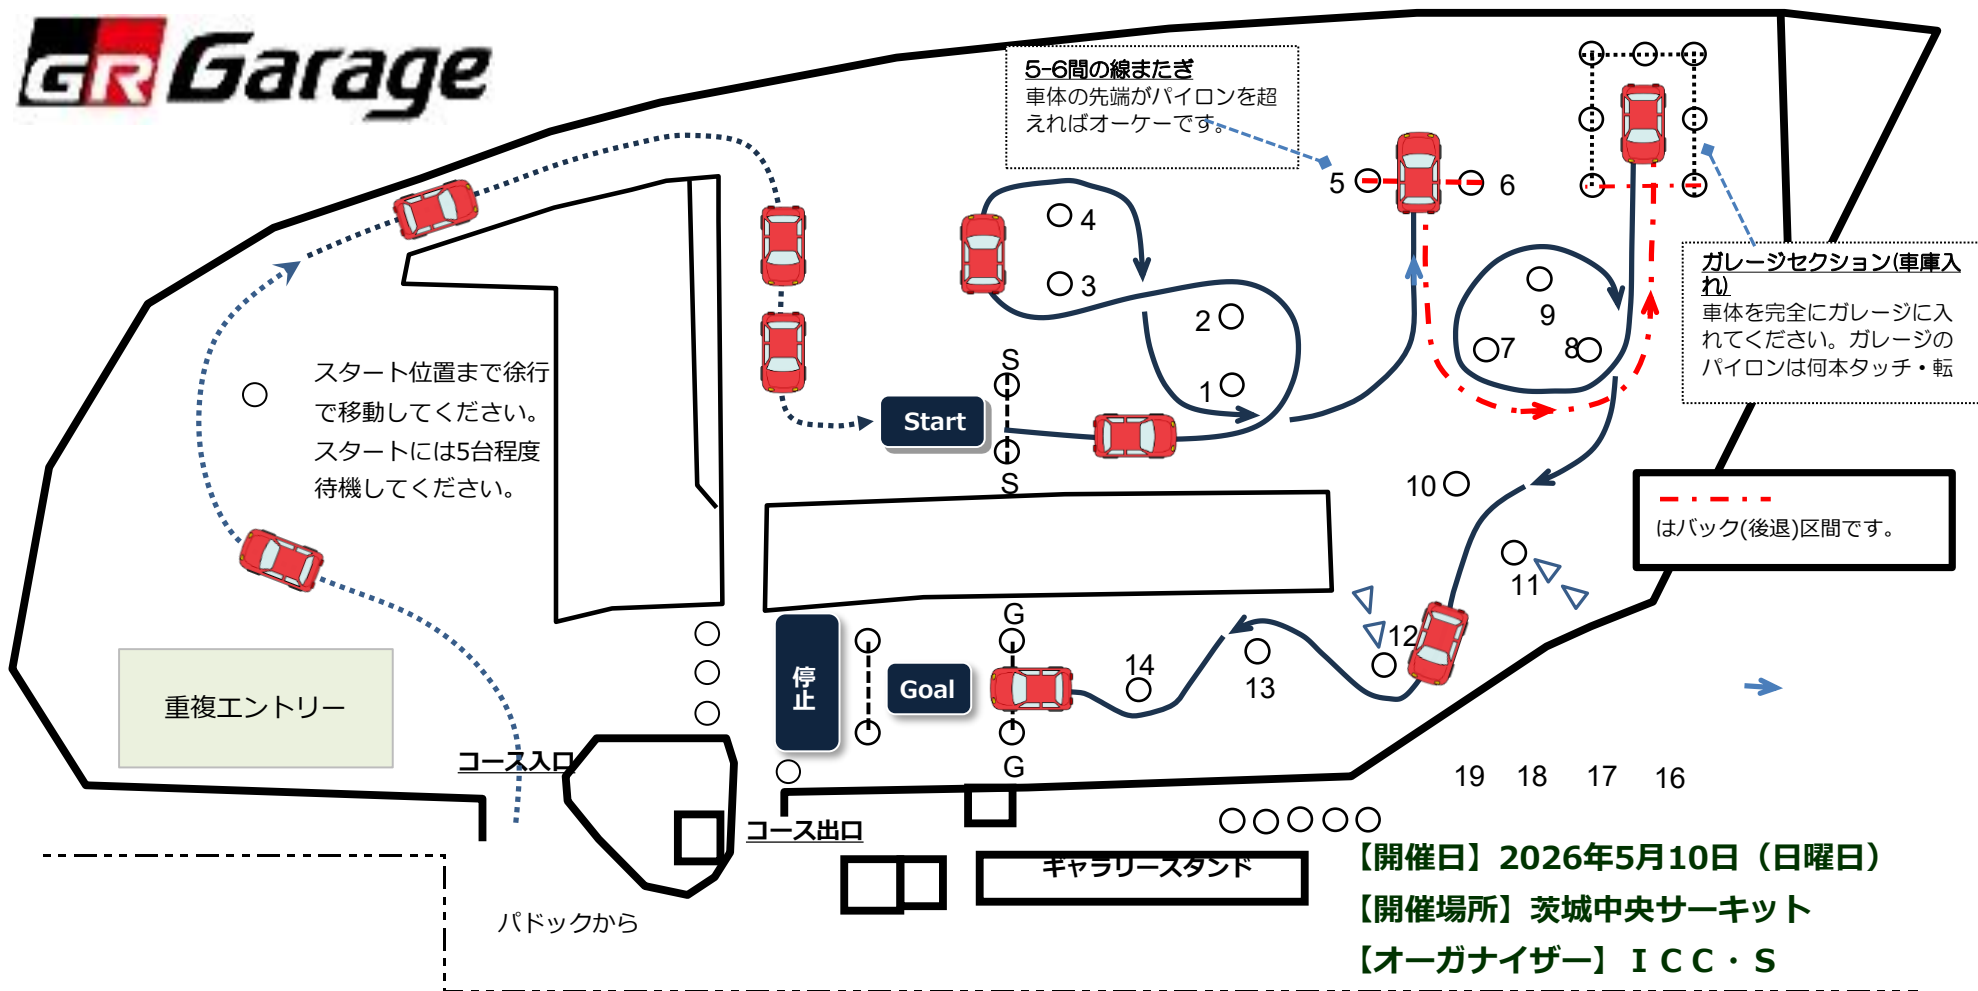 GR Garage
5-6間の線またぎ
車体の先端がパイロンを超
えればオーケーです。
5
6
4
3
2
1
9
7
8
ガレージセクション(車庫入
れ)
車体を完全にガレージに入
れてください。ガレージの
パイロンは何本タッチ・転
スタート位置まで徐行
で移動してください。
スタートには5台程度
待機してください。
S
Start
S
10
はバック(後退)区間です。
11
12
G
14
13
停
止
Goal
G
重複エントリー
コース入口
コース出口
19
18
17
16
ギャラリースタンド
パドックから
【開催日】2026年5月10日（日曜日）
【開催場所】茨城中央サーキット
【オーガナイザー】ＩＣＣ・Ｓ